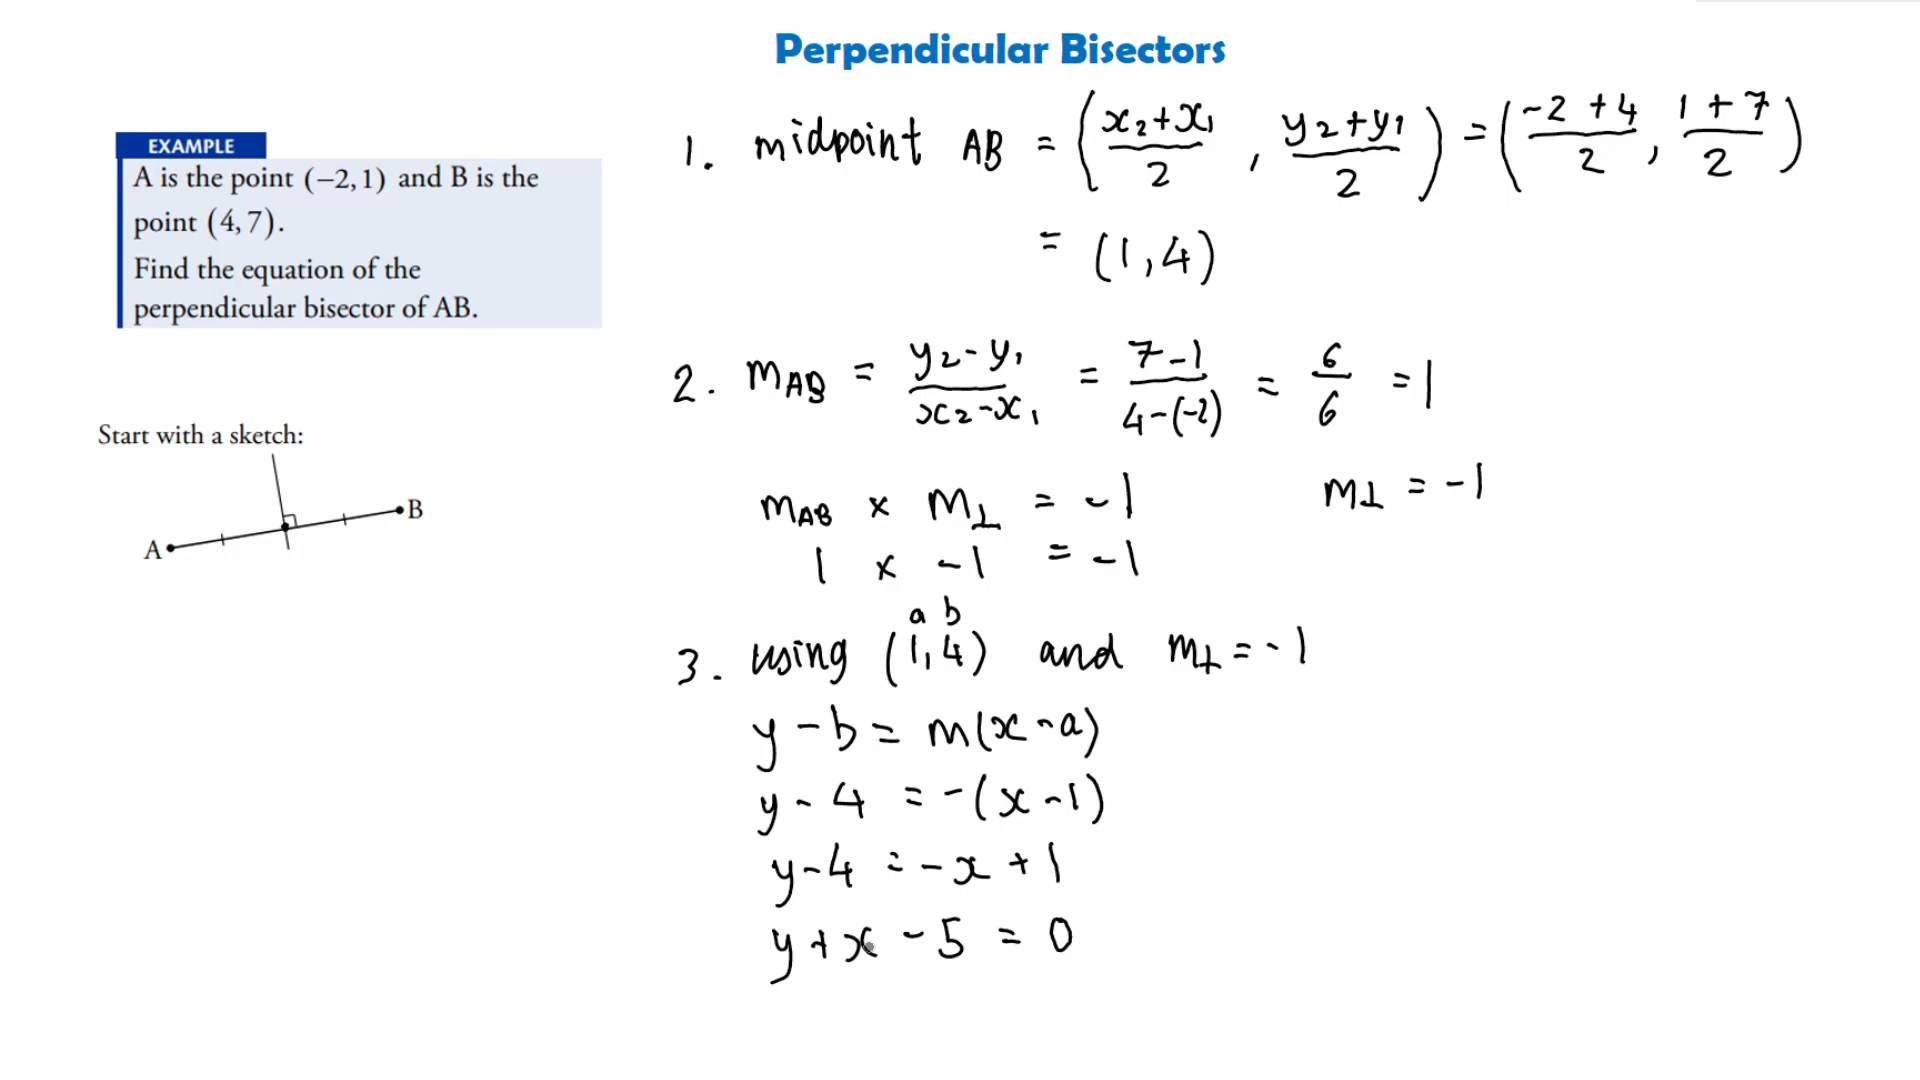 Perpendicular Bisectors
EXAMPLE
A is the point (−2, 1) and B is the
point (4, 7).
Find the equation of the
perpendicular bisector of AB.
Start with a sketch:
A
B
1. midpoint AB = ( (x₂+x₁)/2 , (y₂+y₁)/2 ) = ( (-2+4)/2 , (1+7)/2 )
= (1,4)
2. m_AB = (y₂-y₁)/(x₂-x₁) = (7-1)/(4-(-2)) = 6/6 = 1
m_AB × m⊥ = -1 m⊥ = -1
1 × -1 = -1
a b
3. using (1,4) and m⊥ = -1
y - b = m(x - a)
y - 4 = -(x - 1)
y - 4 = -x + 1
y + x - 5 = 0